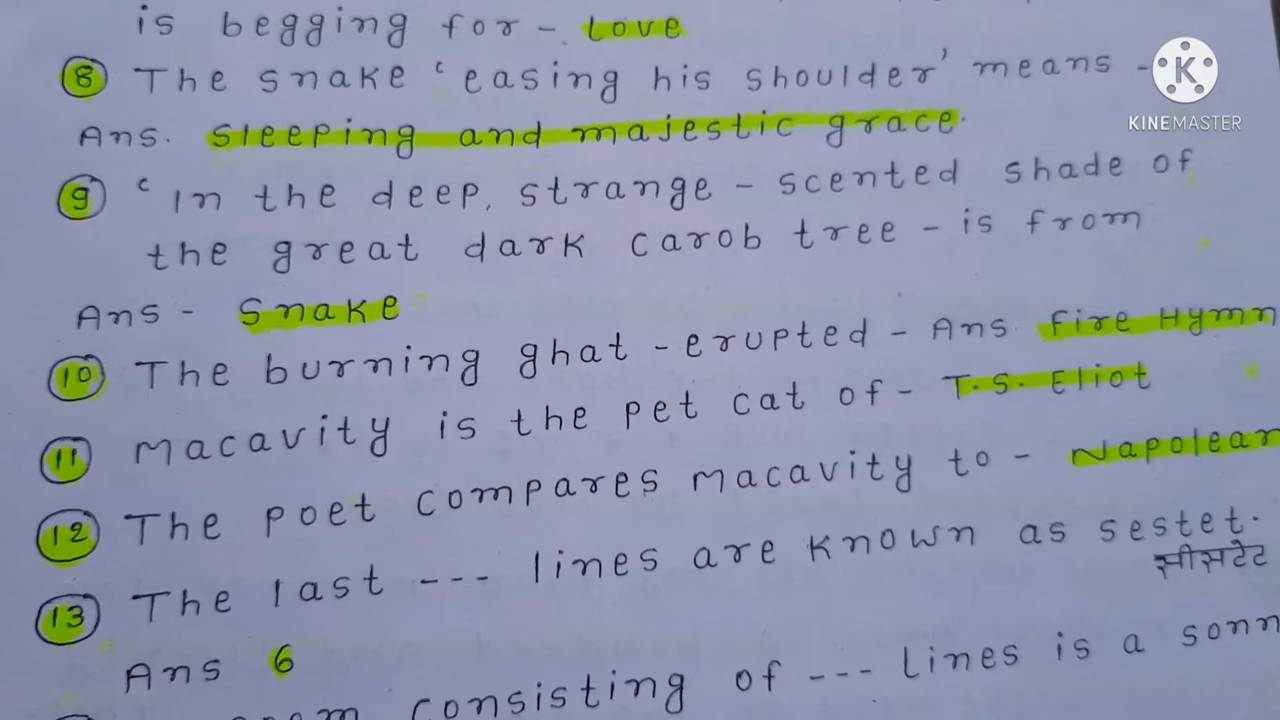 is begging for - Love
⑧ The snake 'easing his shoulder' means -
Ans. Sleeping and majestic grace.
⑨ 'In the deep, strange - scented shade of
the great dark carob tree - is from
Ans - Snake
⑩ The burning ghat - erupted - Ans. Fire Hymn
⑪ Macavity is the pet cat of - T.S. Eliot
⑫ The poet compares macavity to - Napolean
⑬ The last --- lines are known as sestet.
सीसटेट
Ans 6
consisting of --- lines is a sonn
KINEMASTER